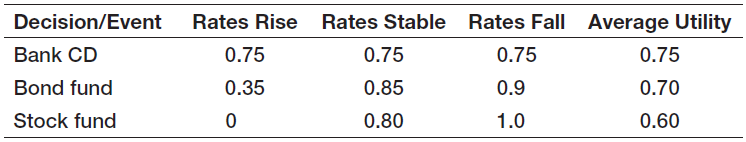 Decision/Event Rates Rise Rates Stable Rates Fall Average Utility
Bank CD 0.75 0.75 0.75 0.75
Bond fund 0.35 0.85 0.9 0.70
Stock fund 0 0.80 1.0 0.60